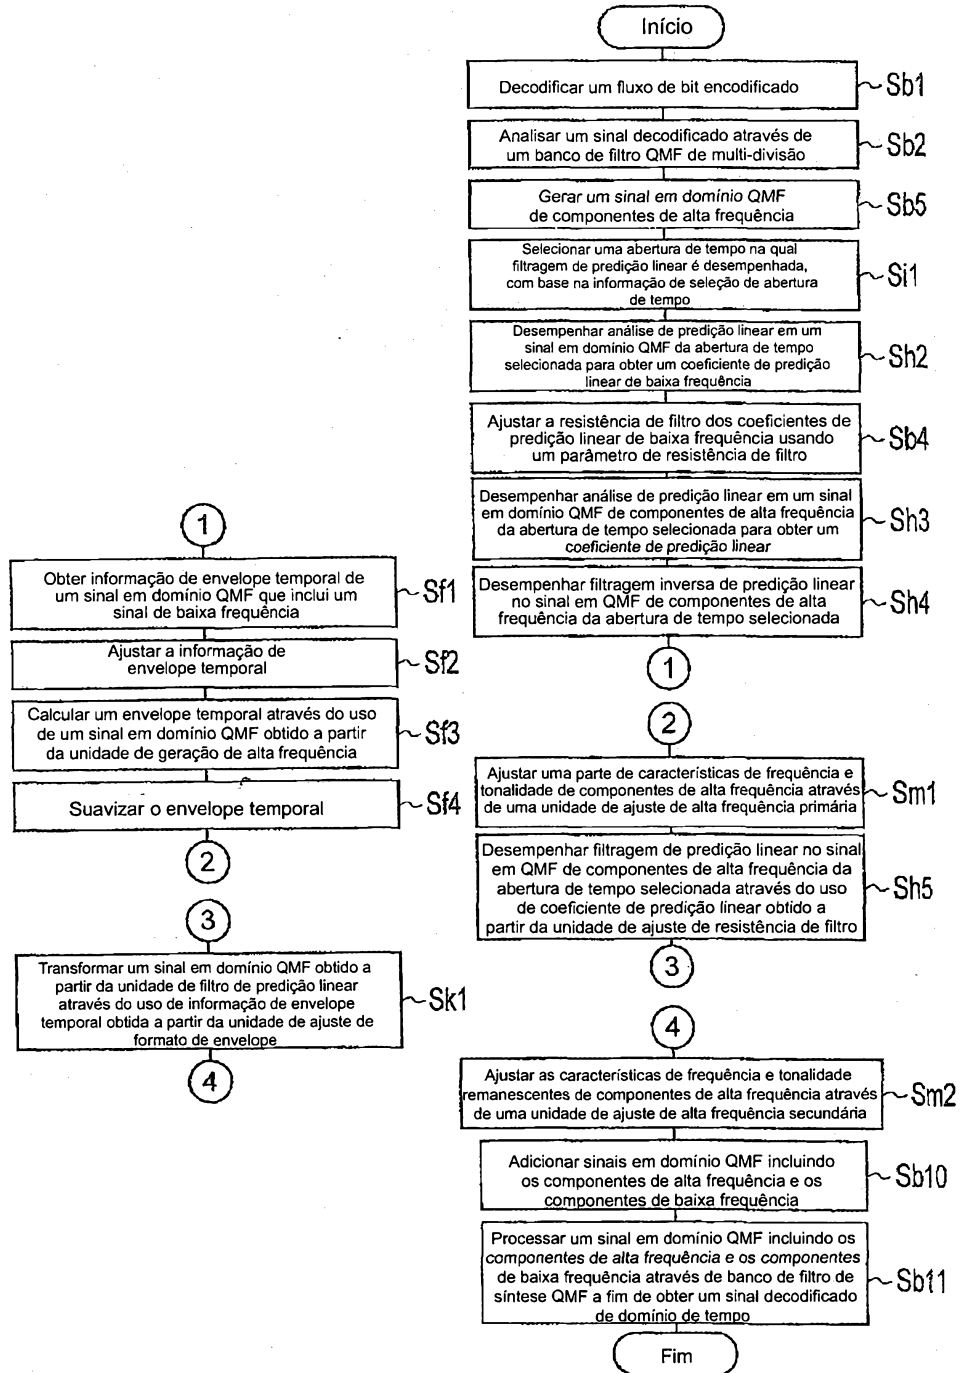 Início
Decodificar um fluxo de bit encodificado
Sb1
Analisar um sinal decodificado através de
um banco de filtro QMF de multi-divisão
Sb2
Gerar um sinal em domínio QMF
de componentes de alta frequência
Sb5
Selecionar uma abertura de tempo na qual
filtragem de predição linear é desempenhada,
com base na informação de seleção de abertura
de tempo
Si1
Desempenhar análise de predição linear em um
sinal em domínio QMF da abertura de tempo
selecionada para obter um coeficiente de predição
linear de baixa frequência
Sh2
Ajustar a resistência de filtro dos coeficientes de
predição linear de baixa frequência usando
um parâmetro de resistência de filtro
Sb4
Desempenhar análise de predição linear em um sinal
em domínio QMF de componentes de alta frequência
da abertura de tempo selecionada para obter um
coeficiente de predição linear
Sh3
Desempenhar filtragem inversa de predição linear
no sinal em QMF de componentes de alta
frequência da abertura de tempo selecionada
Sh4
1
1
Obter informação de envelope temporal de
um sinal em domínio QMF que inclui um
sinal de baixa frequência
Sf1
Ajustar a informação de
envelope temporal
Sf2
Calcular um envelope temporal através do uso
de um sinal em domínio QMF obtido a partir
da unidade de geração de alta frequência
Sf3
Suavizar o envelope temporal
Sf4
2
2
Ajustar uma parte de características de frequência e
tonalidade de componentes de alta frequência através
de uma unidade de ajuste de alta frequência primária
Sm1
Desempenhar filtragem de predição linear no sinal
em QMF de componentes de alta frequência da
abertura de tempo selecionada através do uso
de coeficiente de predição linear obtido a
partir da unidade de ajuste de resistência de filtro
Sh5
3
3
Transformar um sinal em domínio QMF obtido a
partir da unidade de filtro de predição linear
através do uso de informação de envelope
temporal obtida a partir da unidade de ajuste de
formato de envelope
Sk1
4
4
Ajustar as características de frequência e tonalidade
remanescentes de componentes de alta frequência através
de uma unidade de ajuste de alta frequência secundária
Sm2
Adicionar sinais em domínio QMF incluindo
os componentes de alta frequência e os
componentes de baixa frequência
Sb10
Processar um sinal em domínio QMF incluindo os
componentes de alta frequência e os componentes
de baixa frequência através de banco de filtro de
síntese QMF a fim de obter um sinal decodificado
de domínio de tempo
Sb11
Fim